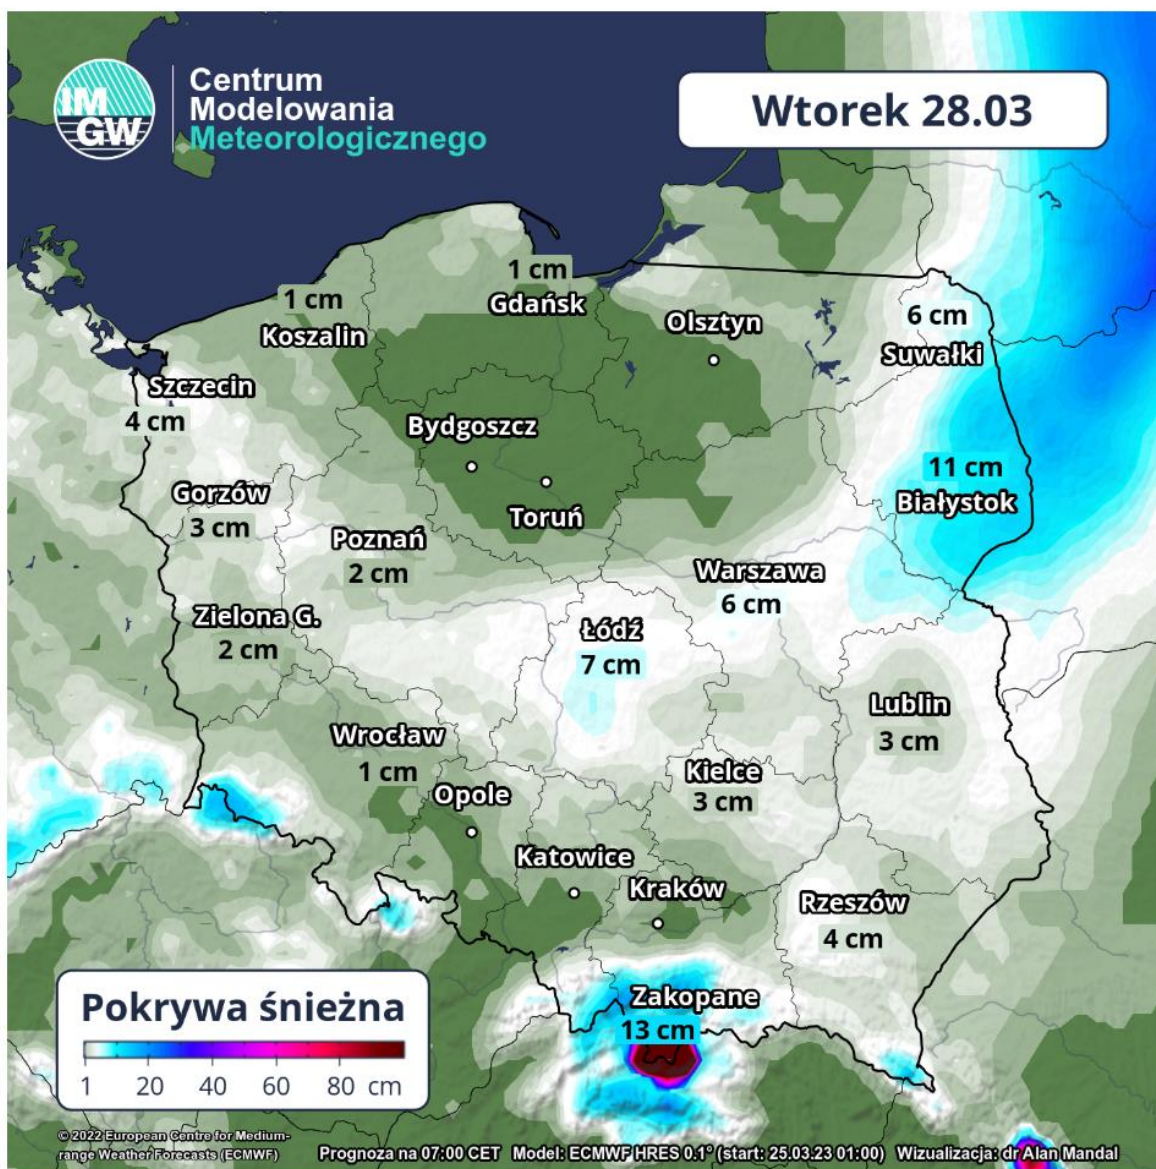 IM
GW
Centrum
Modelowania
Meteorologicznego
Wtorek 28.03
1 cm
Gdańsk
1 cm
Koszalin
Olsztyn
6 cm
Suwałki
Szczecin
4 cm
Bydgoszcz
11 cm
Białystok
Gorzów
3 cm
Toruń
Poznań
2 cm
Warszawa
6 cm
Zielona G.
2 cm
Łódź
7 cm
Lublin
3 cm
Wrocław
1 cm
Kielce
3 cm
Opole
Katowice
Kraków
Rzeszów
4 cm
Zakopane
13 cm
Pokrywa śnieżna
1 20 40 60 80 cm
© 2022 European Centre for Medium-
range Weather Forecasts (ECMWF)
Prognoza na 07:00 CET Model: ECMWF HRES 0.1° (start: 25.03.23 01:00) Wizualizacja: dr Alan Mandal